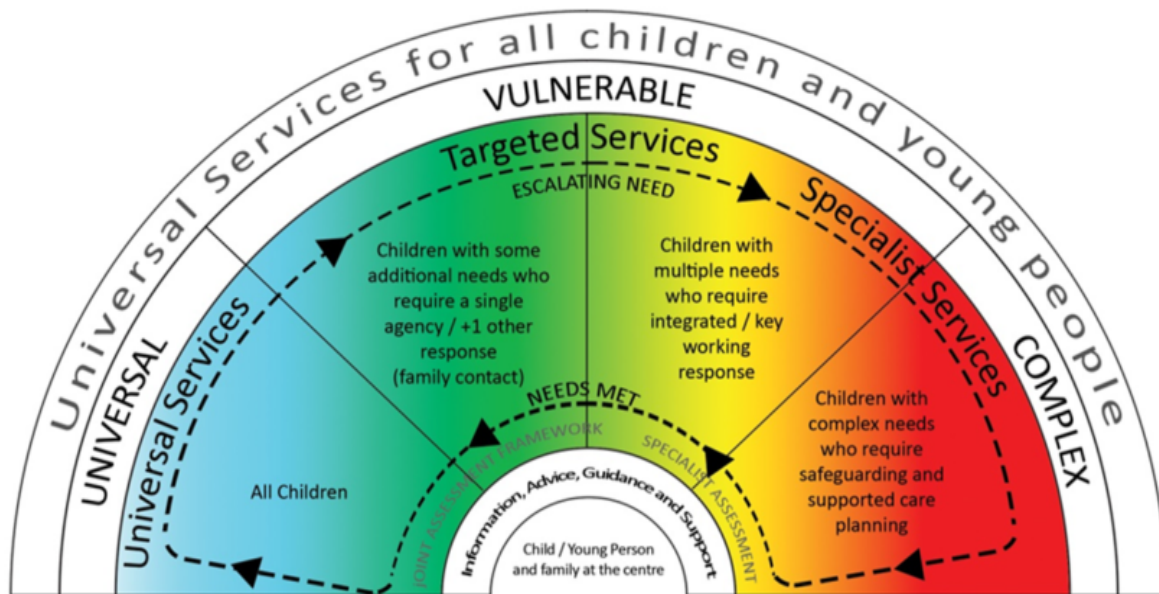 Universal Services for all children and young people
UNIVERSAL
VULNERABLE
COMPLEX
Universal Services
Targeted Services
Specialist Services
ESCALATING NEED
All Children
Children with some
additional needs who
require a single
agency / +1 other
response
(family contact)
Children with
multiple needs
who require
integrated / key
working
response
Children with
complex needs
who require
safeguarding and
supported care
planning
NEEDS MET
JOINT ASSESSMENT FRAMEWORK
SPECIALIST ASSESSMENT
Information, Advice, Guidance and Support
Child / Young Person
and family at the centre